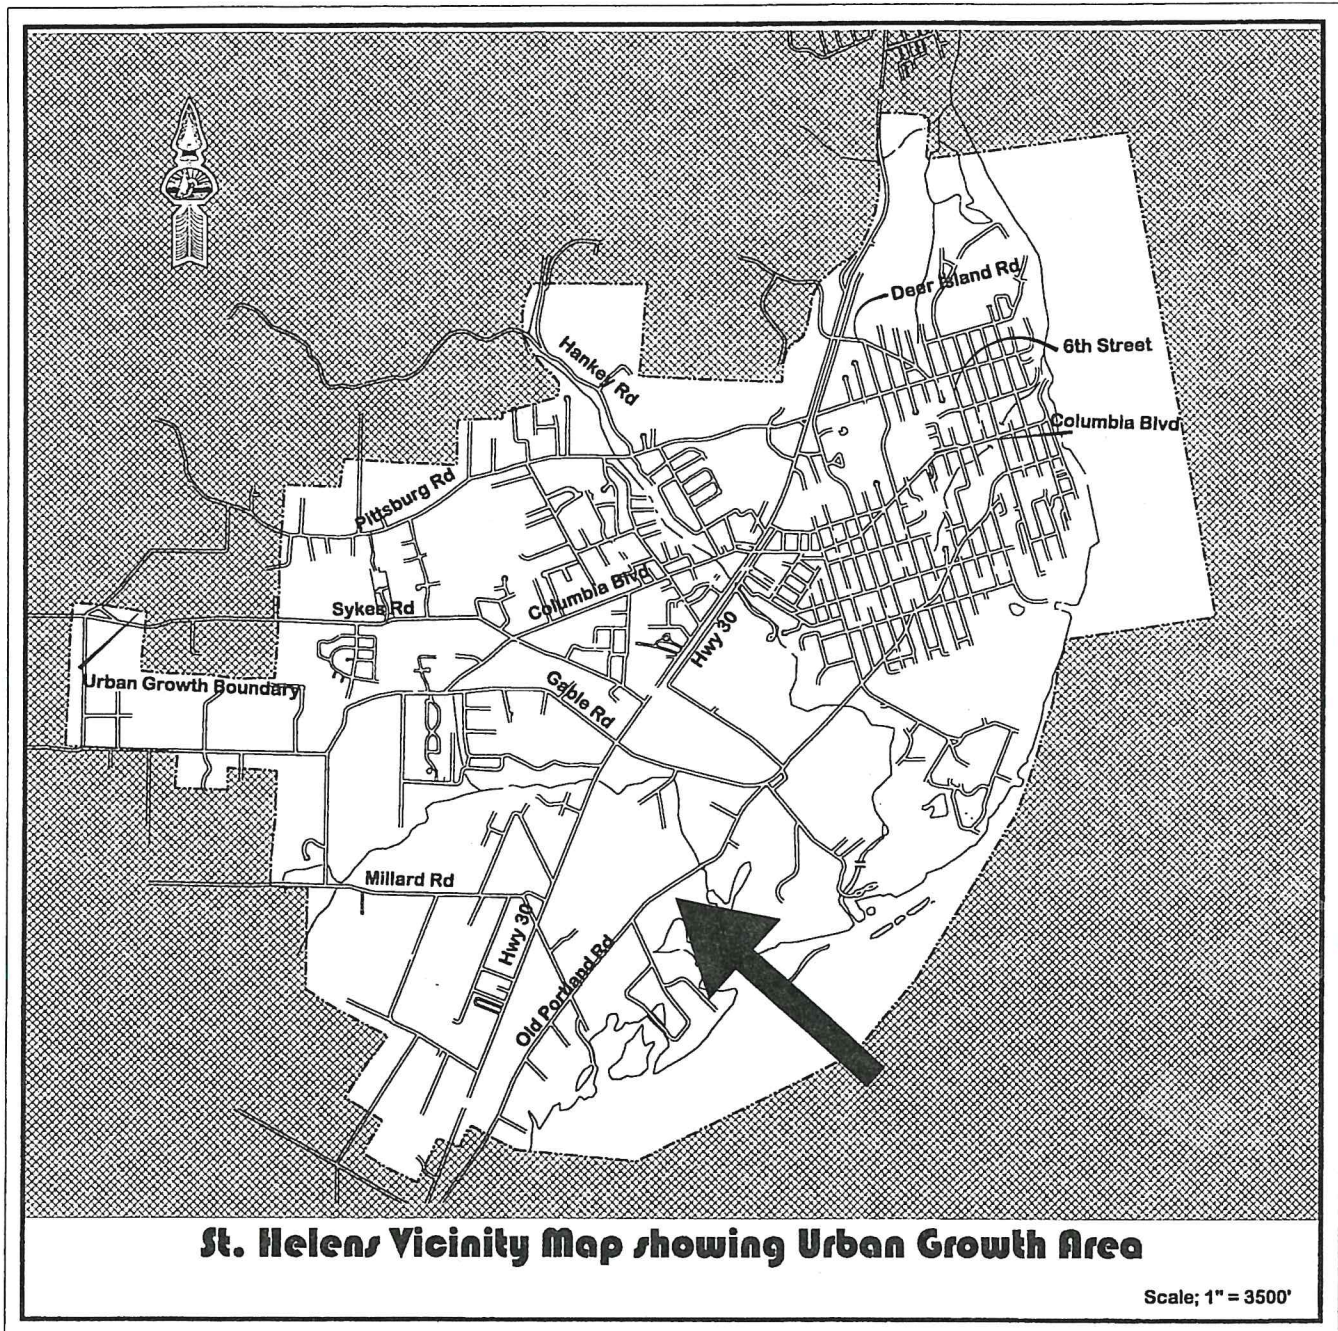 Deer Island Rd
6th Street
Hankey Rd
Columbia Blvd
Pittsburg Rd
Columbia Blvd
Sykes Rd
Hwy 30
Urban Growth Boundary
Gable Rd
Millard Rd
Hwy 30
Old Portland Rd
St. Helens Vicinity Map showing Urban Growth Area
Scale; 1" = 3500'